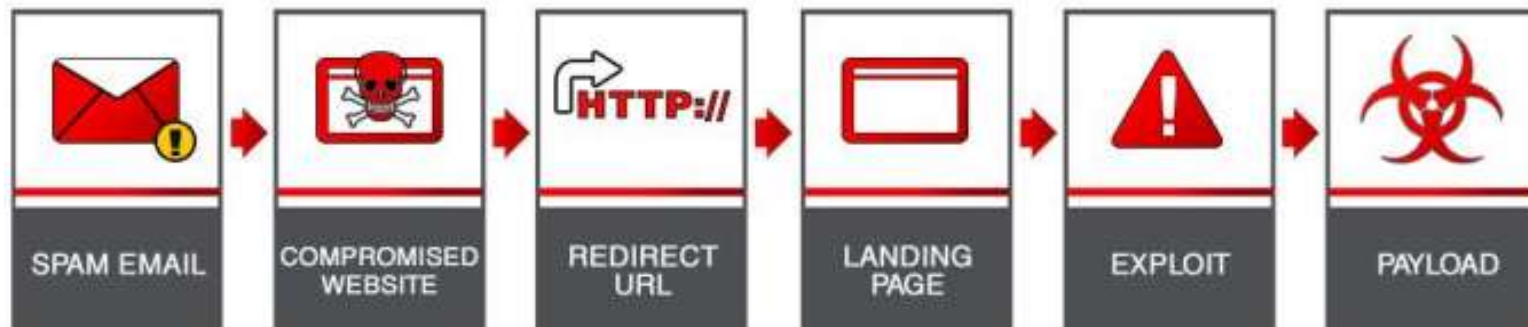 HTTP://
SPAM EMAIL
COMPROMISED
WEBSITE
REDIRECT
URL
LANDING
PAGE
EXPLOIT
PAYLOAD